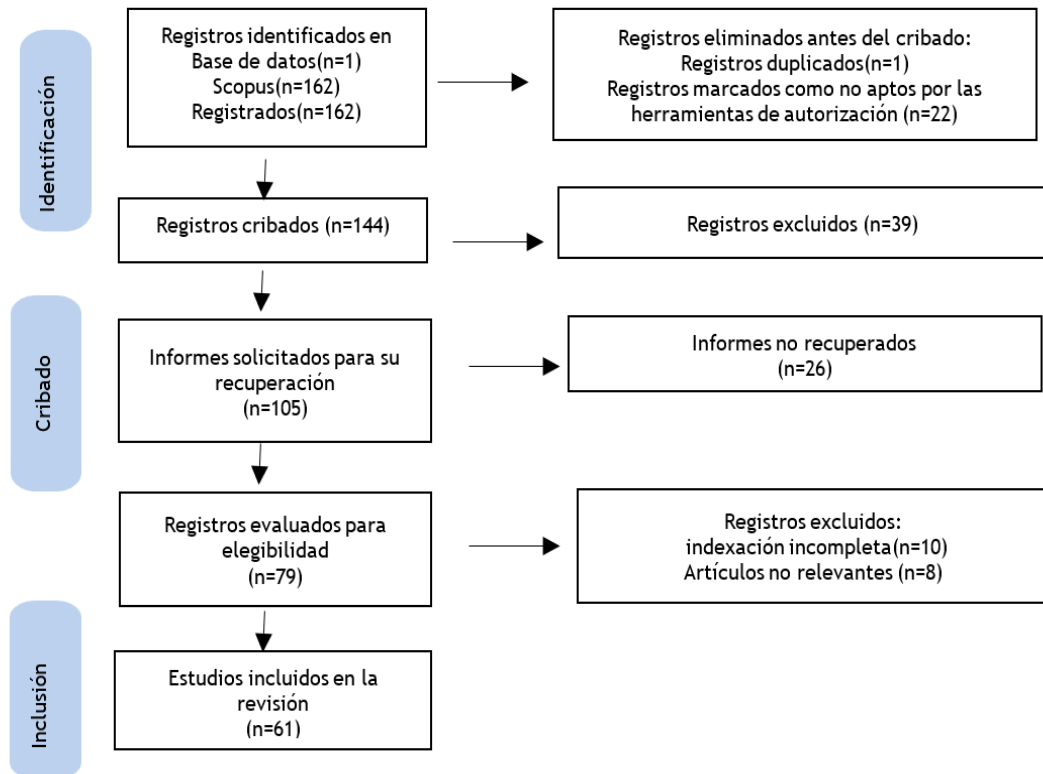 Identificación
Registros identificados en
Base de datos(n=1)
Scopus(n=162)
Registrados(n=162)
Registros eliminados antes del cribado:
Registros duplicados(n=1)
Registros marcados como no aptos por las
herramientas de autorización (n=22)
Registros cribados (n=144)
Registros excluidos (n=39)
Cribado
Informes solicitados para su
recuperación
(n=105)
Informes no recuperados
(n=26)
Registros evaluados para
elegibilidad
(n=79)
Registros excluidos:
indexación incompleta(n=10)
Artículos no relevantes (n=8)
Inclusión
Estudios incluidos en la
revisión
(n=61)